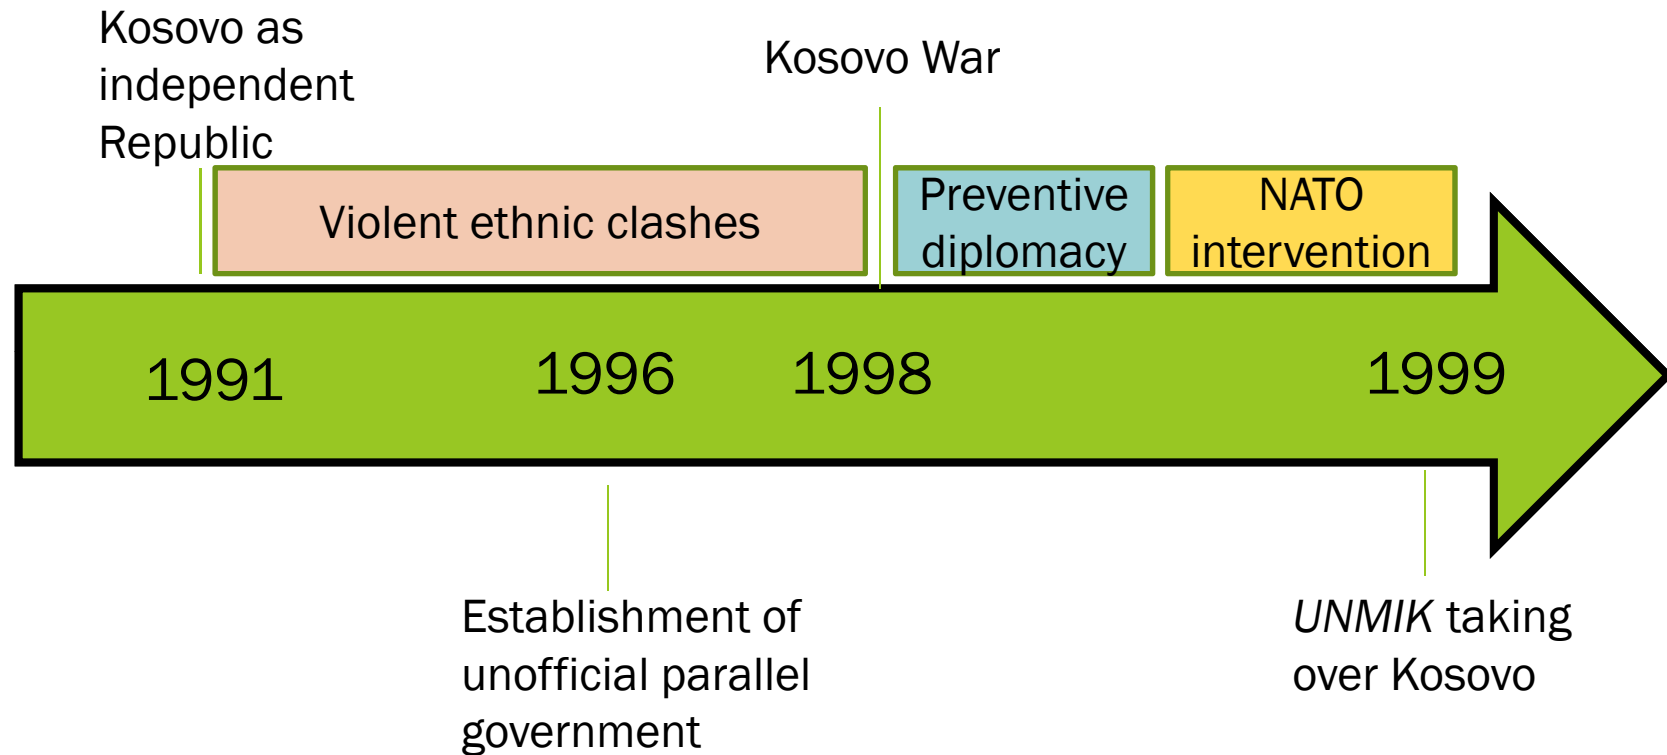 Kosovo as
independent
Republic
Kosovo War
Violent ethnic clashes
Preventive
diplomacy
NATO
intervention
1991
1996
1998
1999
Establishment of
unofficial parallel
government
UNMIK taking
over Kosovo